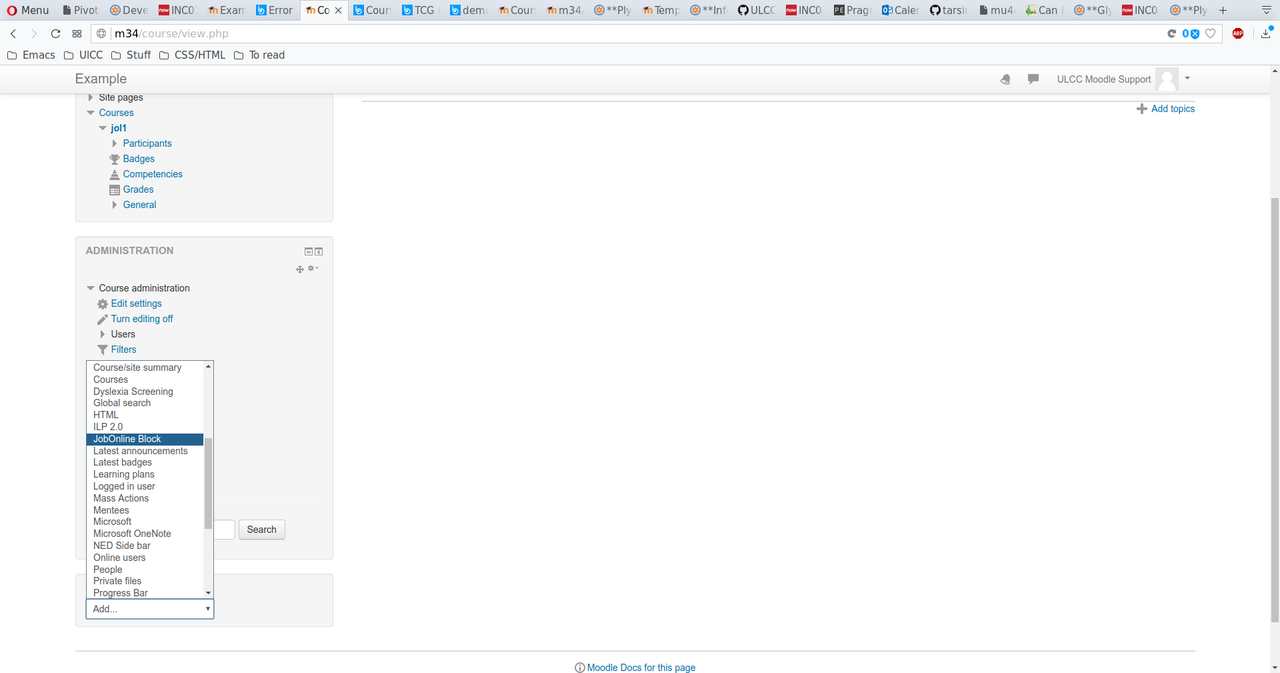 Menu Pivot Deve INC0 Exam Error Co Cours TCG dem Cour m34 **Ply Temp **Inf ULCC INC0 Prag Caler tarsi mu4 Can **Gly INC0 **Ply
m34/course/view.php 0
Emacs UICC Stuff CSS/HTML To read
Example ULCC Moodle Support
Site pages
Courses
Add topics
jol1
Participants
Badges
Competencies
Grades
General
ADMINISTRATION
Course administration
Edit settings
Turn editing off
Users
Filters
Course/site summary
Courses
Dyslexia Screening
Global search
HTML
ILP 2.0
JobOnline Block
Latest announcements
Latest badges
Learning plans
Logged in user
Mass Actions
Mentees
Microsoft
Search
Microsoft OneNote
NED Side bar
Online users
People
Private files
Progress Bar
Add...
Moodle Docs for this page